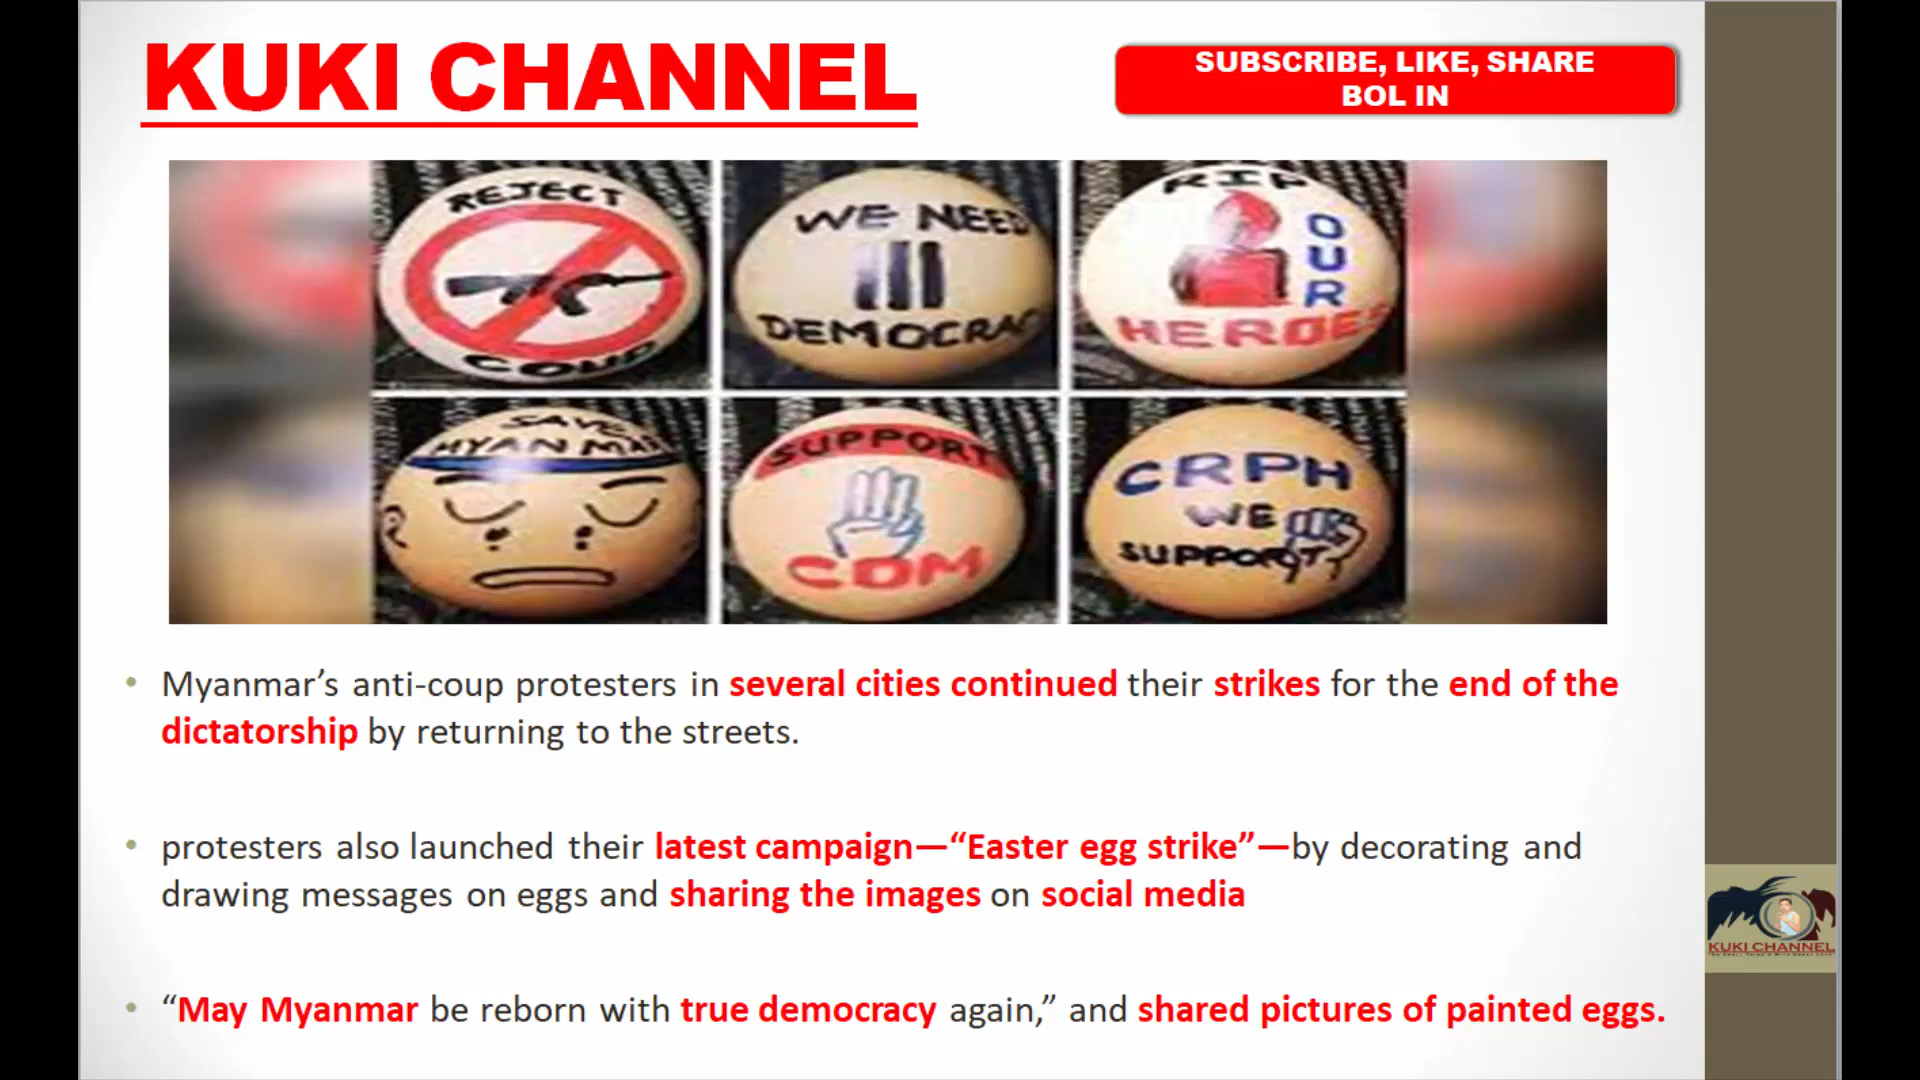 KUKI CHANNEL
SUBSCRIBE, LIKE, SHARE
BOL IN
REJECT
COUP
WE NEED
DEMOCRAC
RIP
OUR
HEROES
SAVE
MYANMAR
SUPPORT
CDM
CRPH
WE
SUPPORT
• Myanmar’s anti-coup protesters in several cities continued their strikes for the end of the
dictatorship by returning to the streets.
• protesters also launched their latest campaign—“Easter egg strike”—by decorating and
drawing messages on eggs and sharing the images on social media
• “May Myanmar be reborn with true democracy again,” and shared pictures of painted eggs.
KUKI CHANNEL